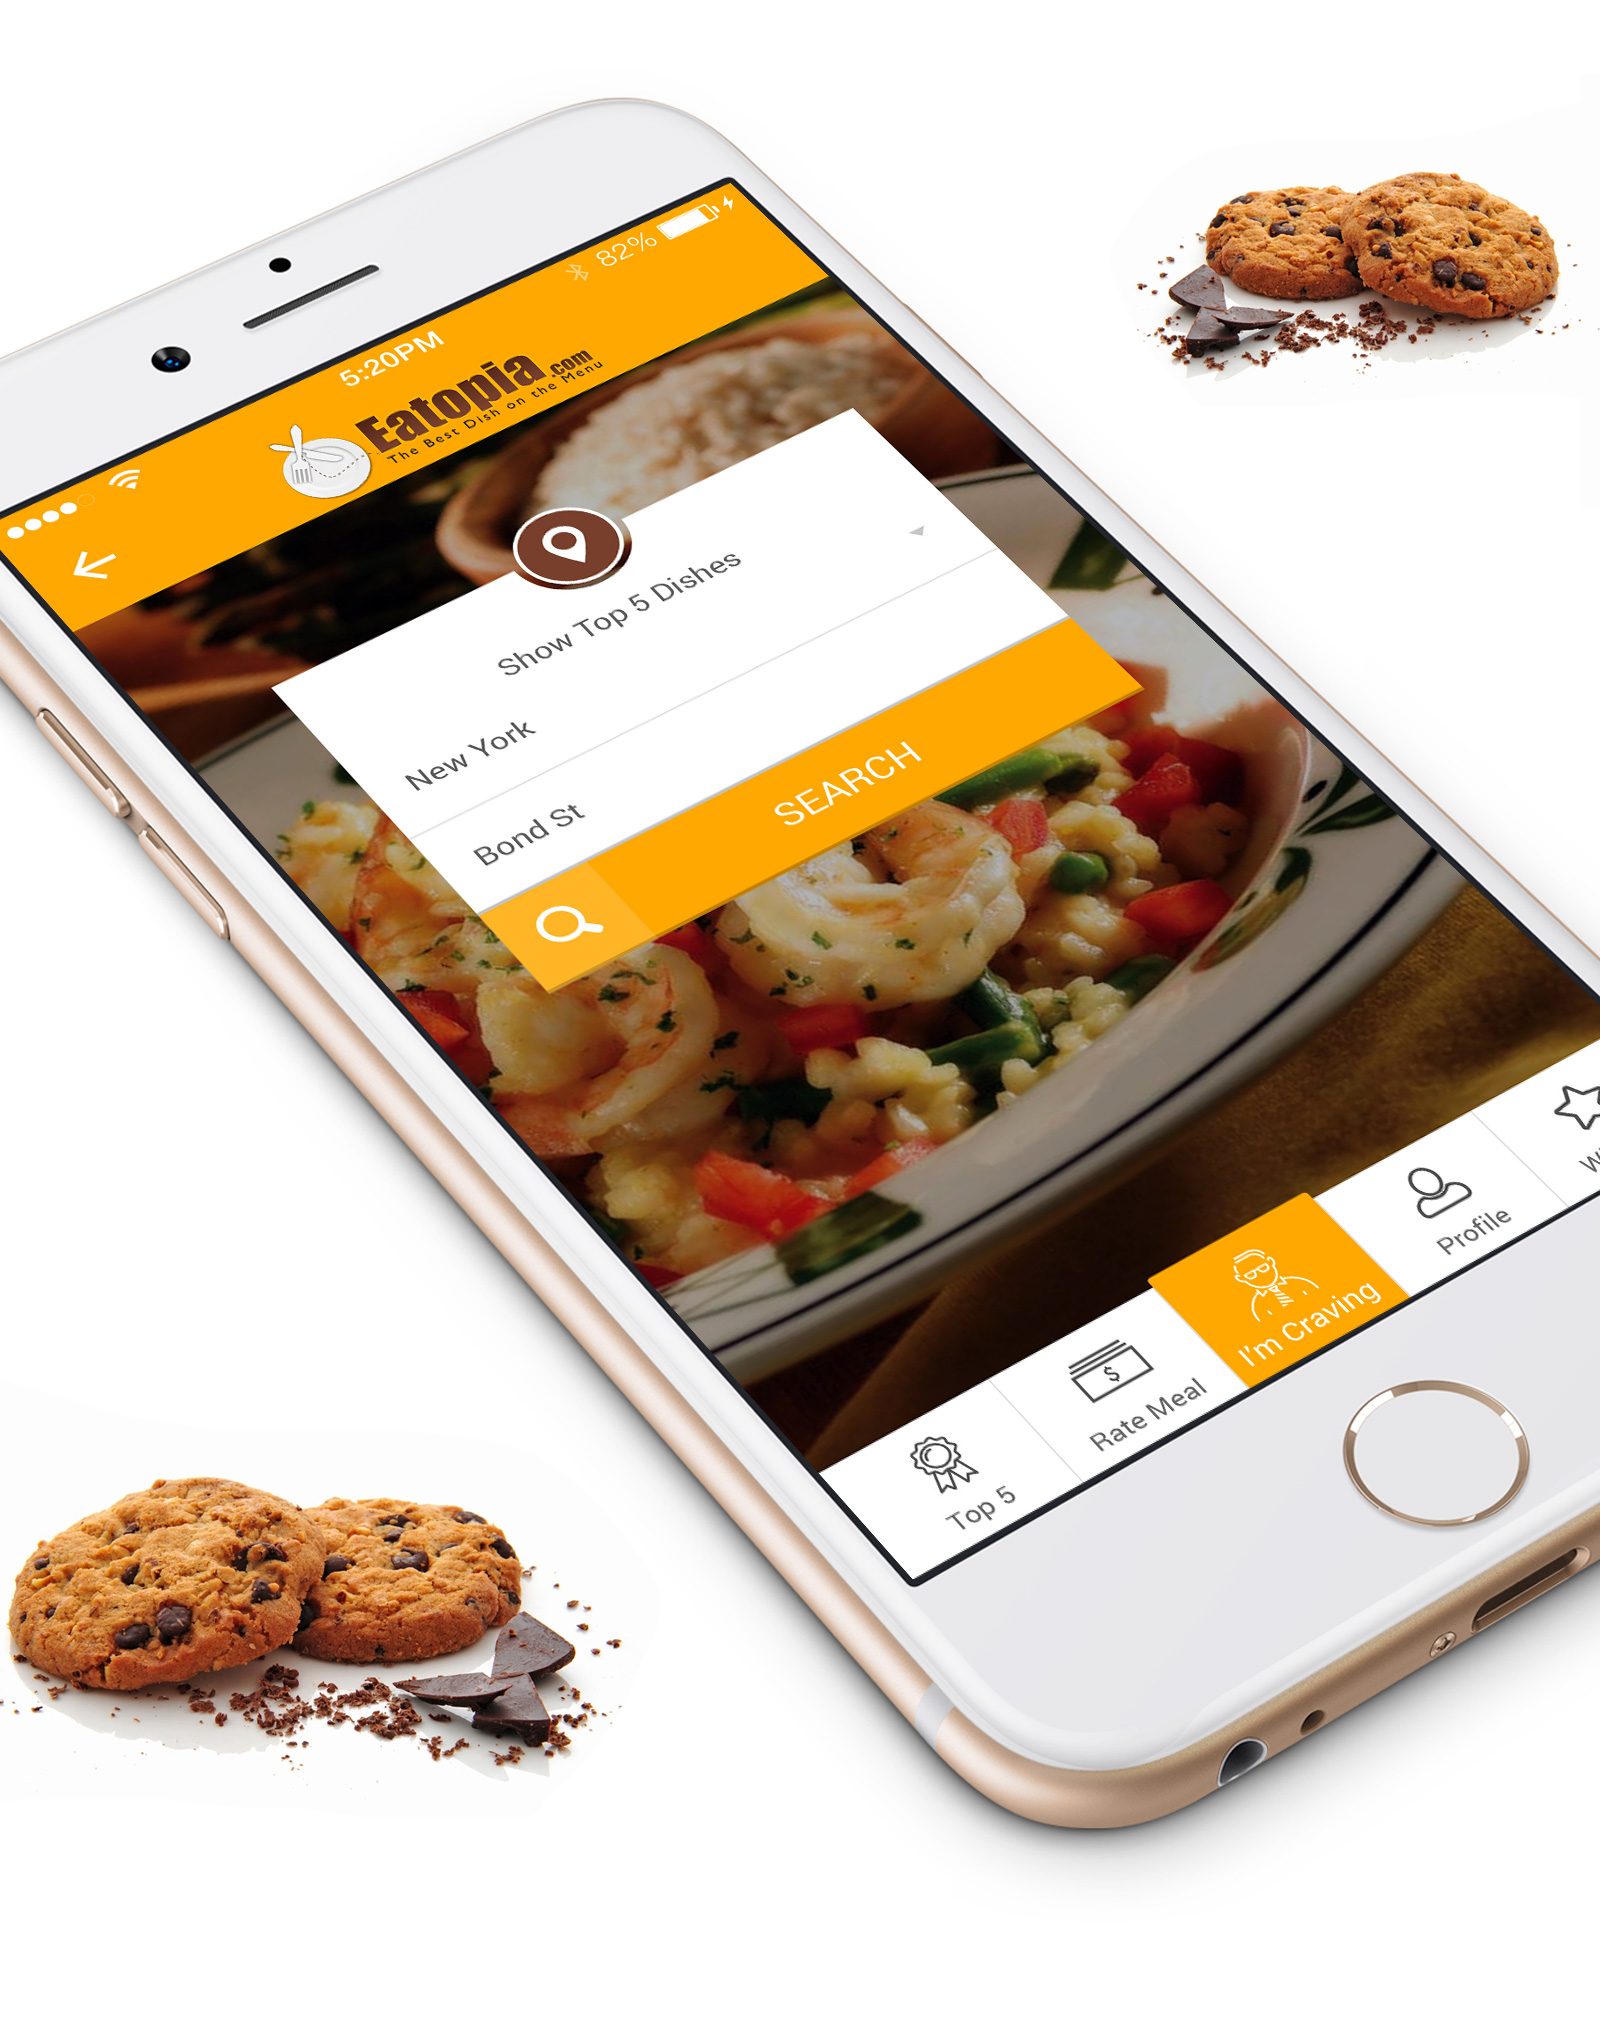 5:20PM
82%
Eatopia.com
The Best Dish on the Menu
Show Top 5 Dishes
New York
Bond St
SEARCH
Top 5
Rate Meal
$
I'm Craving
Profile